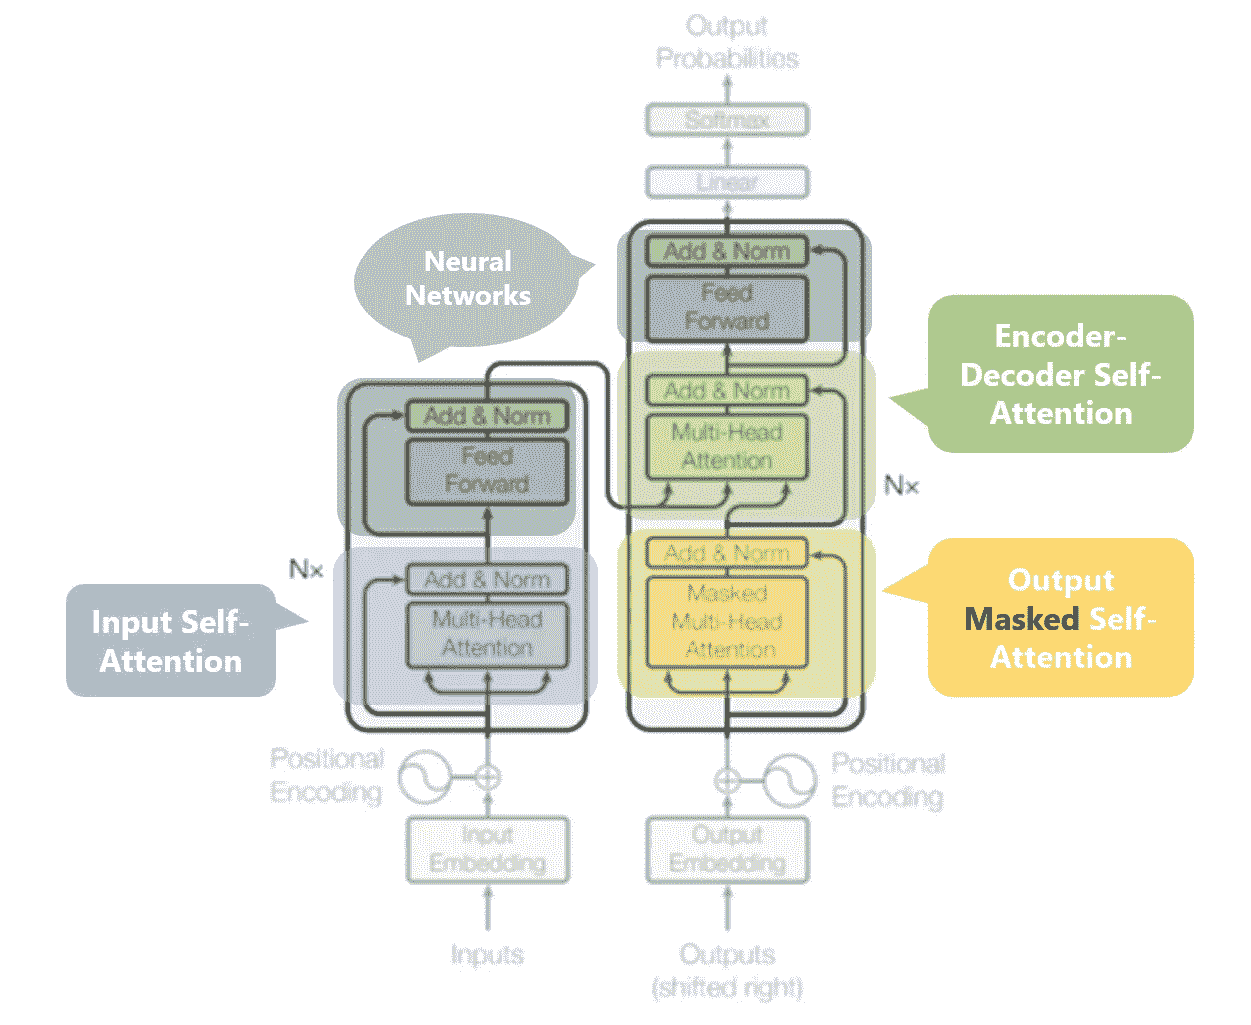 Output
Probabilities
Softmax
Linear
Add & Norm
Feed
Forward
Neural
Networks
Encoder-
Decoder Self-
Attention
Add & Norm
Multi-Head
Attention
Nx
Add & Norm
Feed
Forward
Add & Norm
Masked
Multi-Head
Attention
Output
Masked Self-
Attention
Nx
Add & Norm
Multi-Head
Attention
Input Self-
Attention
Positional
Encoding
Positional
Encoding
Input
Embedding
Output
Embedding
Inputs
Outputs
(shifted right)